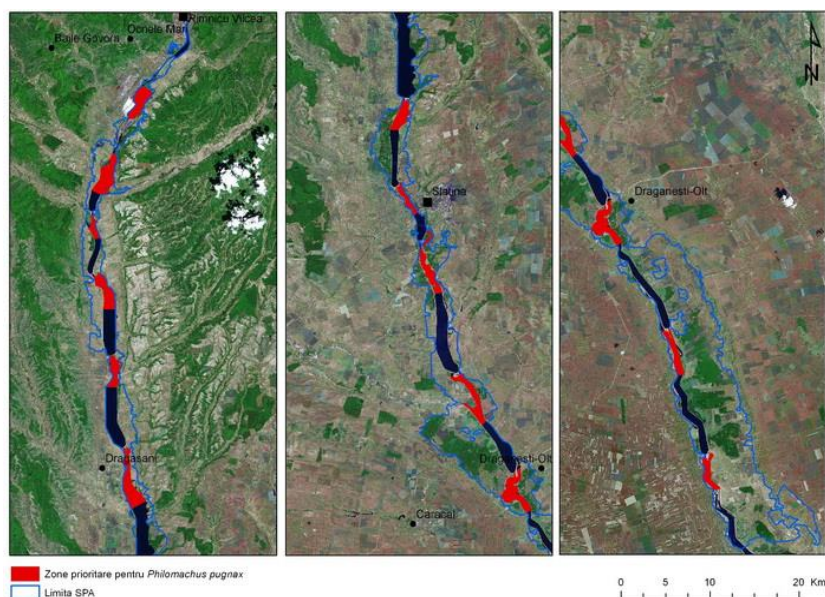 Rimnicu Vilcea
Ocnele Mari
Baile Govora
Dragasani
Slatina
Draganesti-Olt
Caracal
Draganesti-Olt
N
Zone prioritare pentru Philomachus pugnax
Limita SPA
0 5 10 20 Km